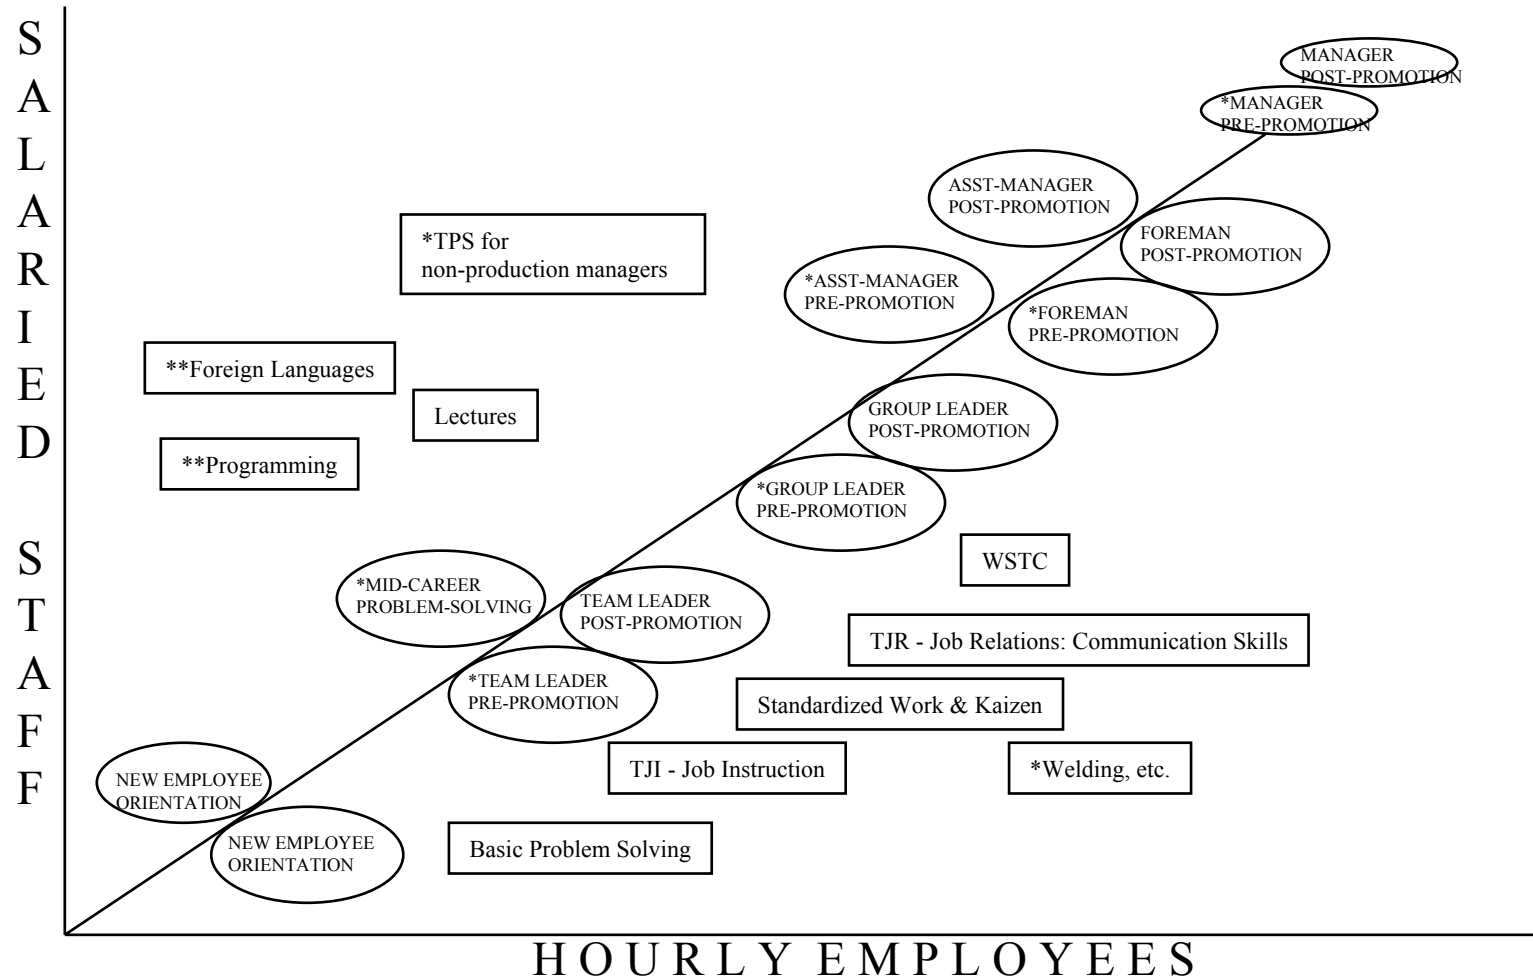 SALARIED STAFF
MANAGER
POST-PROMOTION
*MANAGER
PRE-PROMOTION
ASST-MANAGER
POST-PROMOTION
FOREMAN
POST-PROMOTION
*TPS for
non-production managers
*ASST-MANAGER
PRE-PROMOTION
*FOREMAN
PRE-PROMOTION
**Foreign Languages
Lectures
GROUP LEADER
POST-PROMOTION
**Programming
*GROUP LEADER
PRE-PROMOTION
WSTC
*MID-CAREER
PROBLEM-SOLVING
TEAM LEADER
POST-PROMOTION
TJR - Job Relations: Communication Skills
*TEAM LEADER
PRE-PROMOTION
Standardized Work & Kaizen
TJI - Job Instruction
*Welding, etc.
NEW EMPLOYEE
ORIENTATION
NEW EMPLOYEE
ORIENTATION
Basic Problem Solving
HOURLY EMPLOYEES